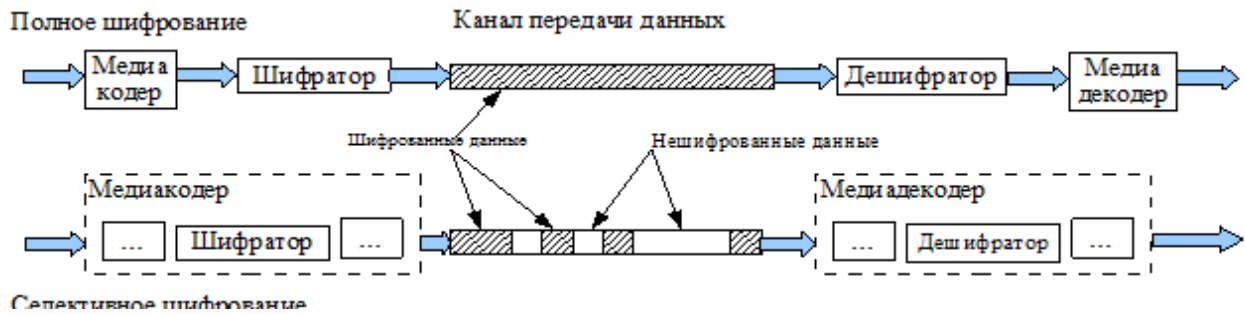 Полное шифрование
Канал передачи данных
Медиа
кодер
Шифратор
Дешифратор
Медиа
декодер
Шифрованные данные
Нешифрованные данные
Медиакодер
...
Шифратор
...
Медиадекодер
...
Дешифратор
...
Селективное шифрование